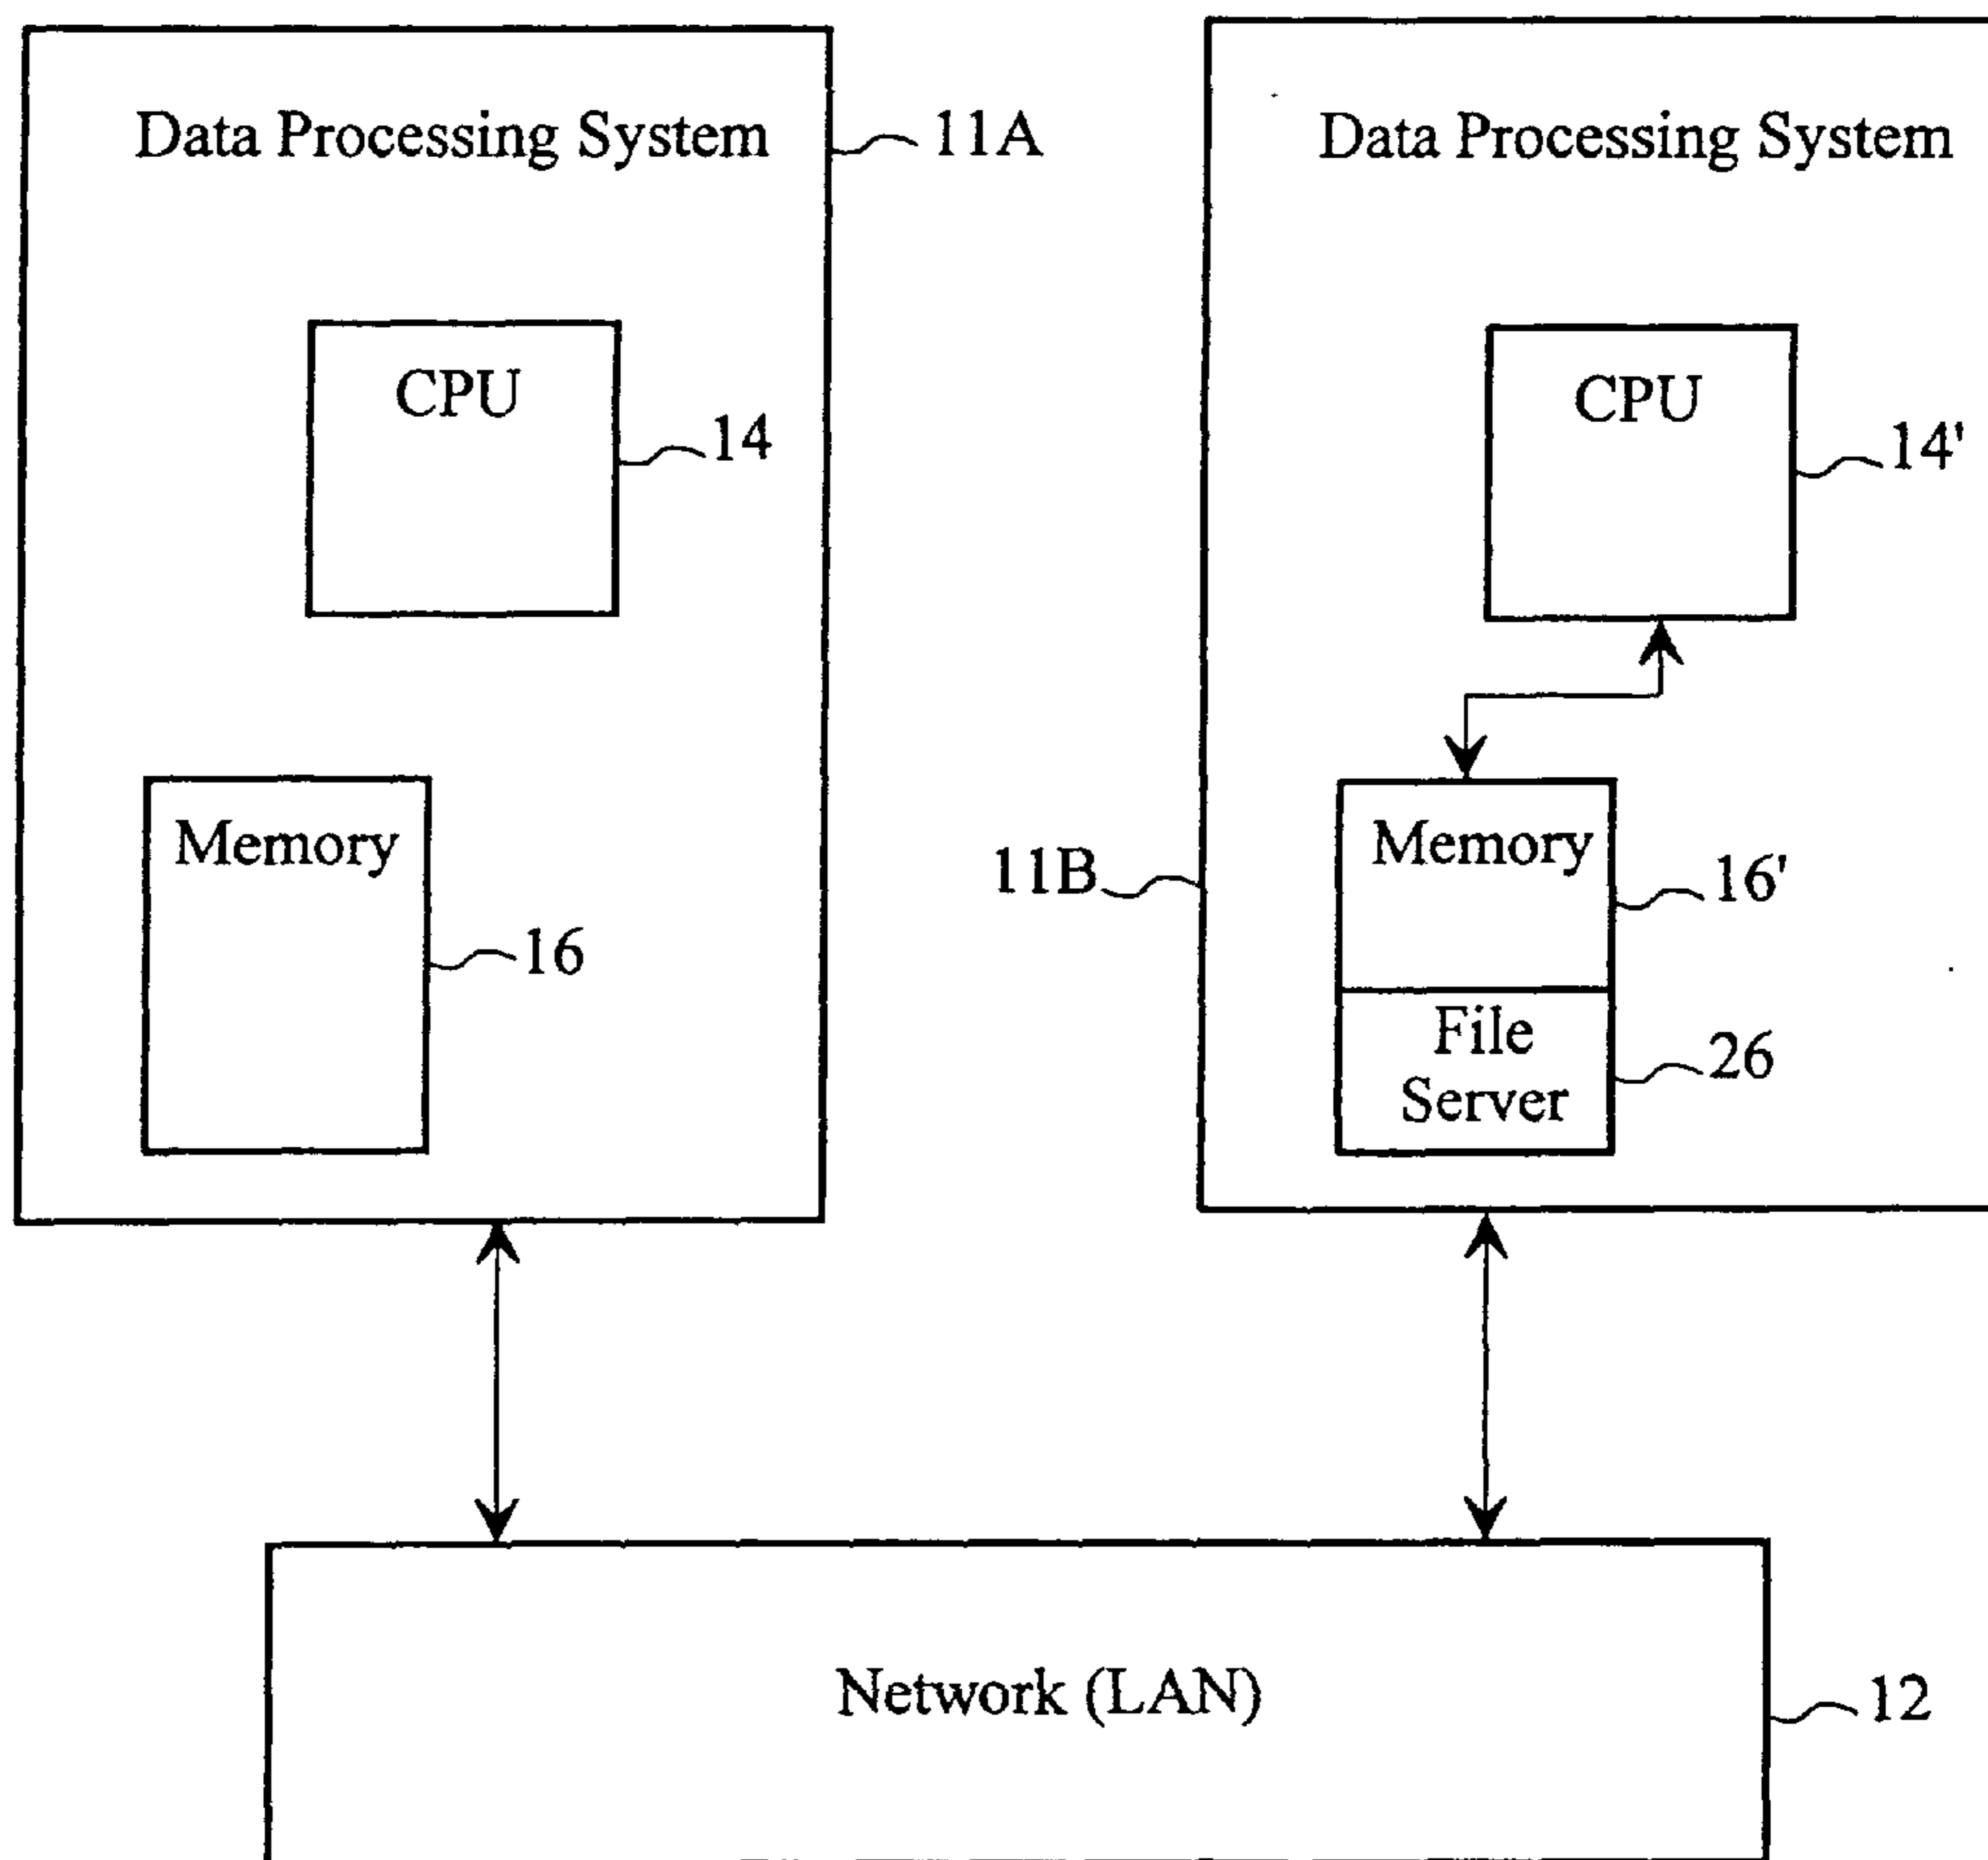 Data Processing System
11A
CPU
14
Memory
16
Data Processing System
CPU
14'
11B
Memory
16'
File
Server
26
Network (LAN)
12